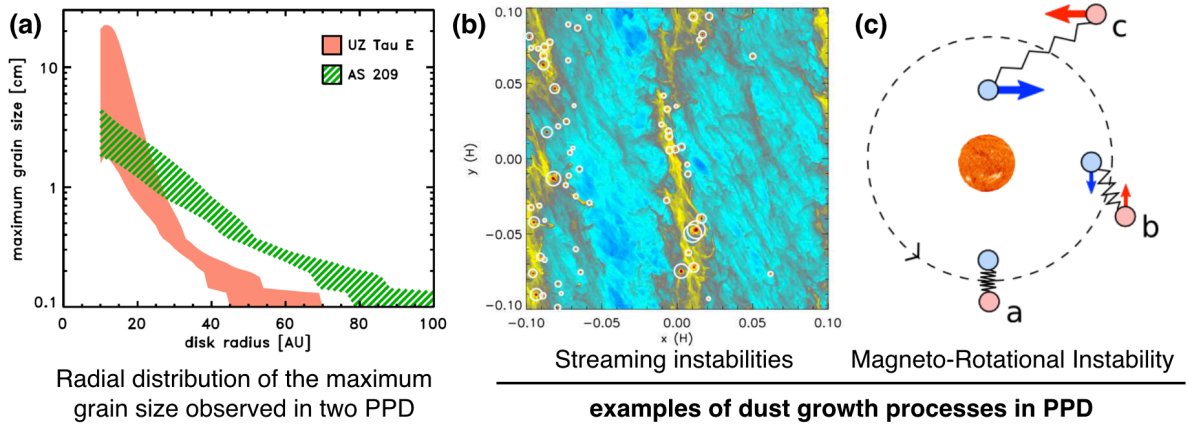 (a)
UZ Tau E
AS 209
maximum grain size [cm]
10
1
0.1
0 20 40 60 80 100
disk radius [AU]
Radial distribution of the maximum
grain size observed in two PPD
(b)
0.10
0.05
0.00
−0.05
−0.10
y (H)
−0.10 −0.05 0.00 0.05 0.10
x (H)
Streaming instabilities
(c)
c
b
a
Magneto-Rotational Instability
examples of dust growth processes in PPD